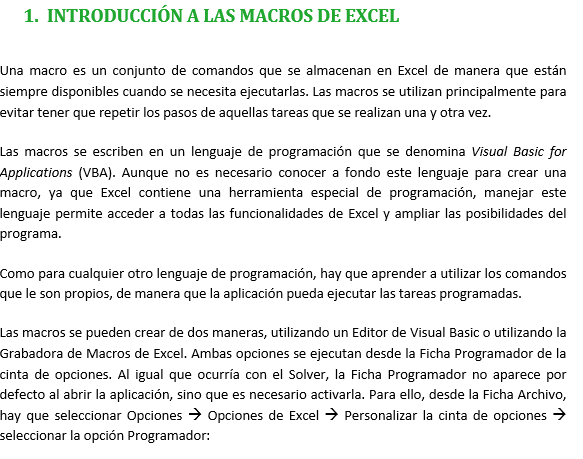 1. INTRODUCCIÓN A LAS MACROS DE EXCEL
Una macro es un conjunto de comandos que se almacenan en Excel de manera que están
siempre disponibles cuando se necesita ejecutarlas. Las macros se utilizan principalmente para
evitar tener que repetir los pasos de aquellas tareas que se realizan una y otra vez.
Las macros se escriben en un lenguaje de programación que se denomina Visual Basic for
Applications (VBA). Aunque no es necesario conocer a fondo este lenguaje para crear una
macro, ya que Excel contiene una herramienta especial de programación, manejar este
lenguaje permite acceder a todas las funcionalidades de Excel y ampliar las posibilidades del
programa.
Como para cualquier otro lenguaje de programación, hay que aprender a utilizar los comandos
que le son propios, de manera que la aplicación pueda ejecutar las tareas programadas.
Las macros se pueden crear de dos maneras, utilizando un Editor de Visual Basic o utilizando la
Grabadora de Macros de Excel. Ambas opciones se ejecutan desde la Ficha Programador de la
cinta de opciones. Al igual que ocurría con el Solver, la Ficha Programador no aparece por
defecto al abrir la aplicación, sino que es necesario activarla. Para ello, desde la Ficha Archivo,
hay que seleccionar Opciones → Opciones de Excel → Personalizar la cinta de opciones →
seleccionar la opción Programador: